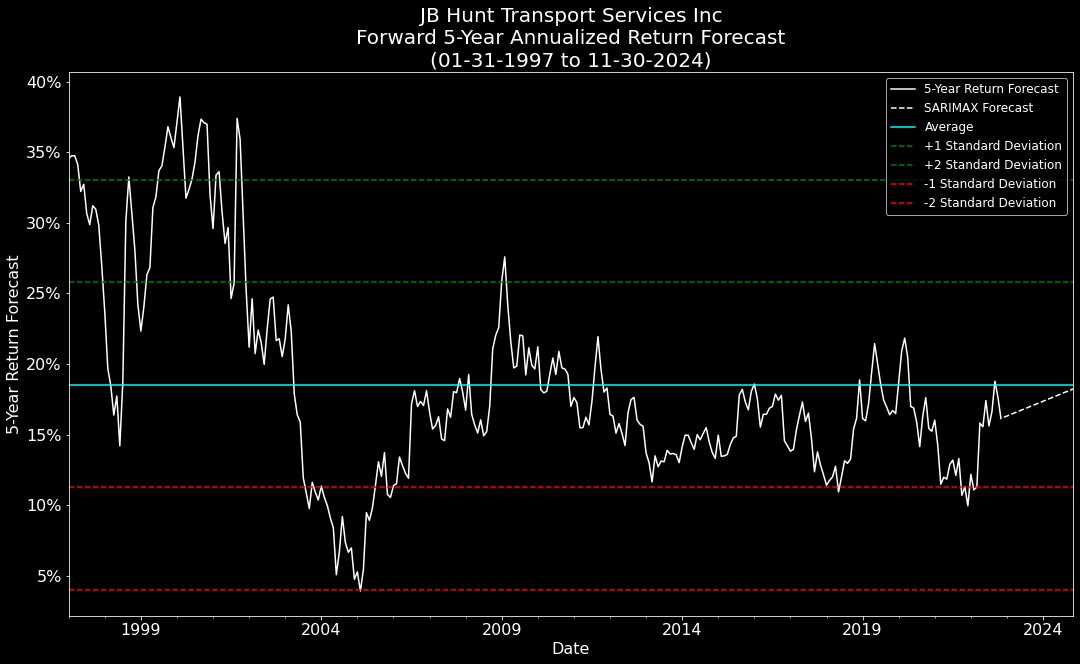 JB Hunt Transport Services Inc
Forward 5-Year Annualized Return Forecast
(01-31-1997 to 11-30-2024)
5-Year Return Forecast
SARIMAX Forecast
Average
+1 Standard Deviation
+2 Standard Deviation
-1 Standard Deviation
-2 Standard Deviation
5-Year Return Forecast
40%
35%
30%
25%
20%
15%
10%
5%
1999
2004
2009
2014
2019
2024
Date